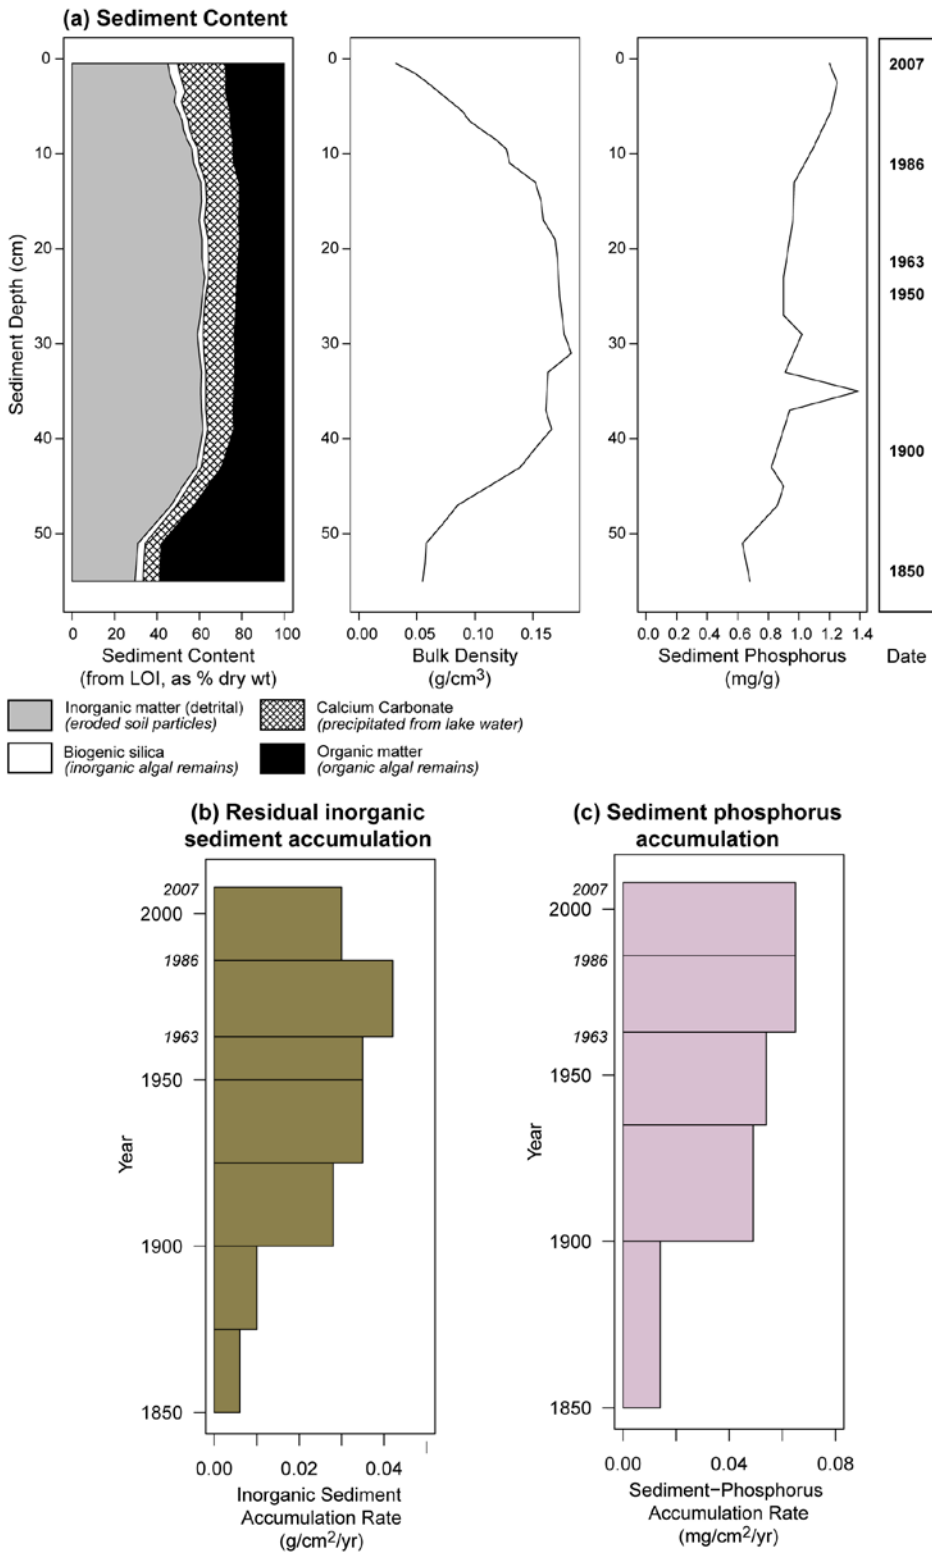 (a) Sediment Content
0
10
20
30
40
50
Sediment Depth (cm)
0 20 40 60 80 100
Sediment Content
(from LOI, as % dry wt)
0
10
20
30
40
50
0.00 0.05 0.10 0.15
Bulk Density
(g/cm³)
0
10
20
30
40
50
0.0 0.2 0.4 0.6 0.8 1.0 1.2 1.4
Sediment Phosphorus
(mg/g)
2007
1986
1963
1950
1900
1850
Date
Inorganic matter (detrital)
(eroded soil particles)
Calcium Carbonate
(precipitated from lake water)
Biogenic silica
(inorganic algal remains)
Organic matter
(organic algal remains)
(b) Residual inorganic
sediment accumulation
2007
2000
1986
1963
1950
1900
1850
Year
0.00 0.02 0.04
Inorganic Sediment
Accumulation Rate
(g/cm²/yr)
(c) Sediment phosphorus
accumulation
2007
2000
1986
1963
1950
1900
1850
Year
0.00 0.04 0.08
Sediment−Phosphorus
Accumulation Rate
(mg/cm²/yr)